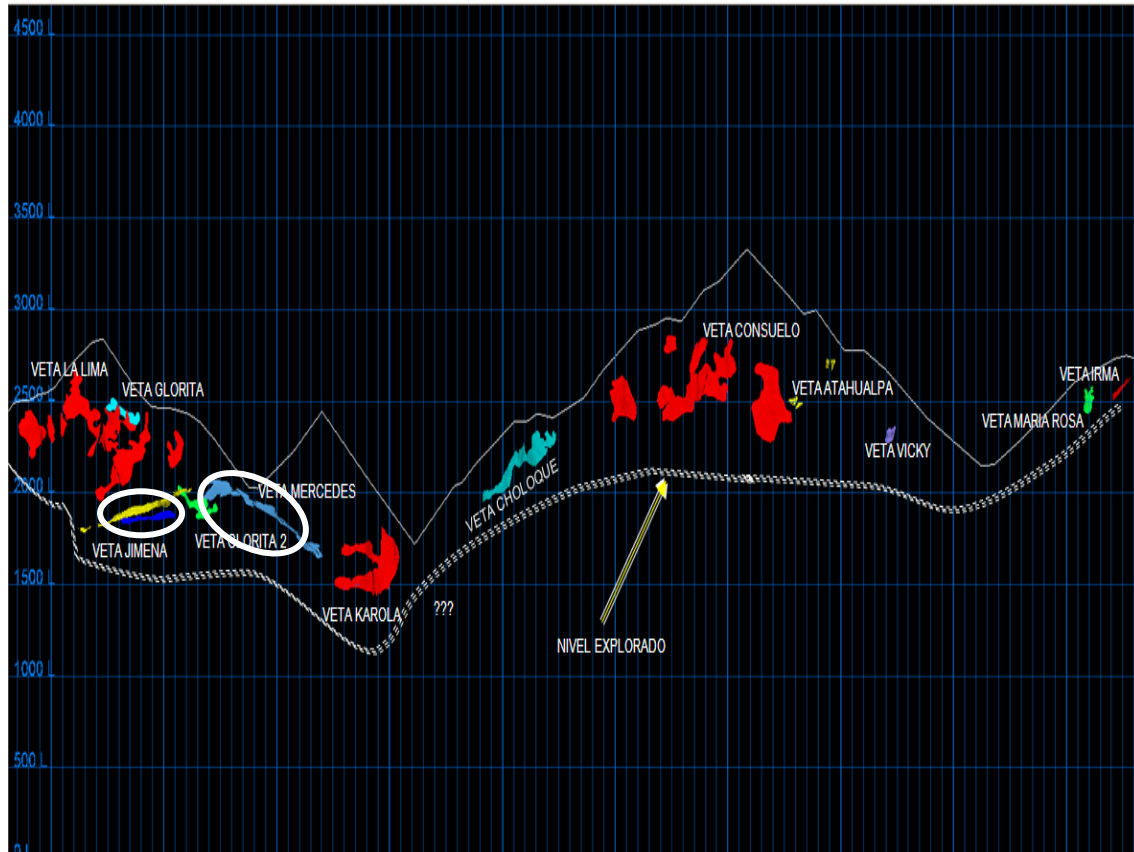 4500 L
4000 L
3500 L
3000 L
VETA CONSUELO
VETA LA LIMA
VETA GLORITA
VETA IRMA
VETA ATAHUALPA
2500 L
VETA MARIA ROSA
VETA VICKY
VETA CHOLOQUE
2000 L
VETA MERCEDES
VETA GLORITA 2
VETA JIMENA
1500 L
VETA KAROLA
???
NIVEL EXPLORADO
1000 L
500 L
0 L